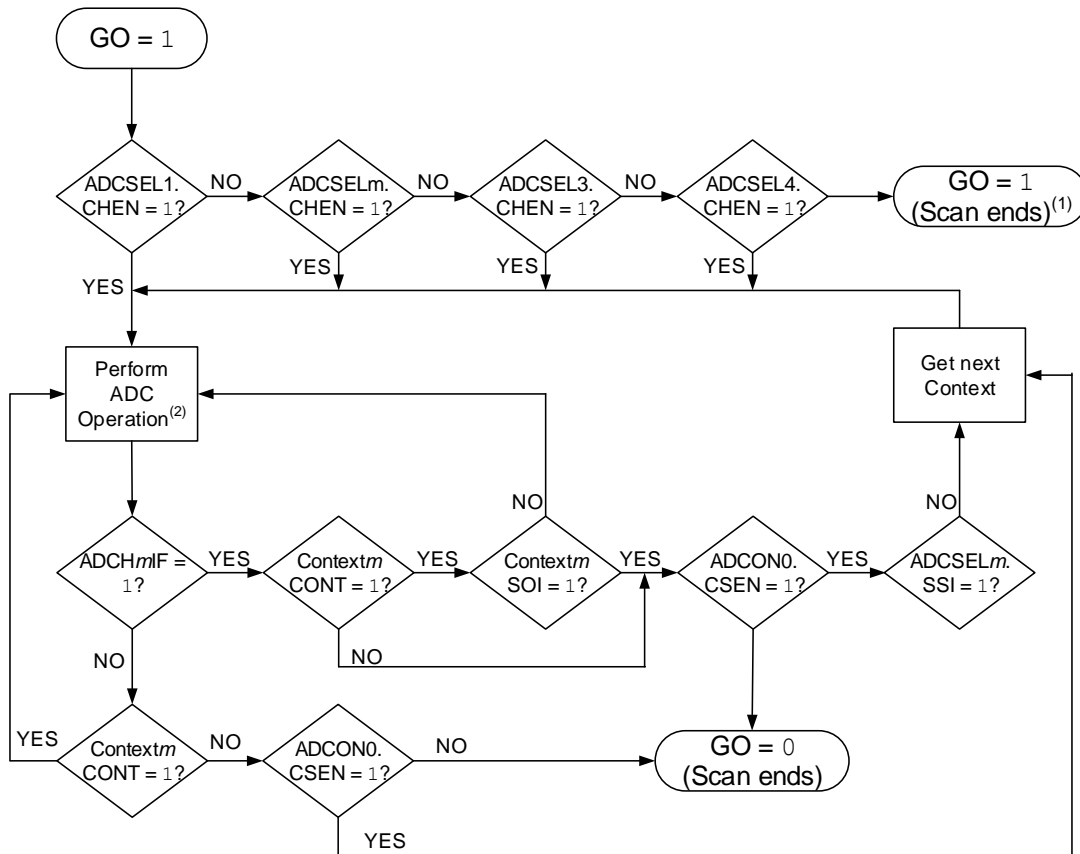 GO = 1
ADCSEL1.
CHEN = 1?
NO
ADCSELm.
CHEN = 1?
NO
ADCSEL3.
CHEN = 1?
NO
ADCSEL4.
CHEN = 1?
GO = 1
(Scan ends)(1)
YES
YES
YES
YES
Perform
ADC
Operation(2)
Get next
Context
NO
NO
ADCHmIF =
1?
YES
Contextm
CONT = 1?
YES
Contextm
SOI = 1?
YES
ADCON0.
CSEN = 1?
YES
ADCSELm.
SSI = 1?
NO
NO
YES
Contextm
CONT = 1?
NO
ADCON0.
CSEN = 1?
NO
GO = 0
(Scan ends)
YES